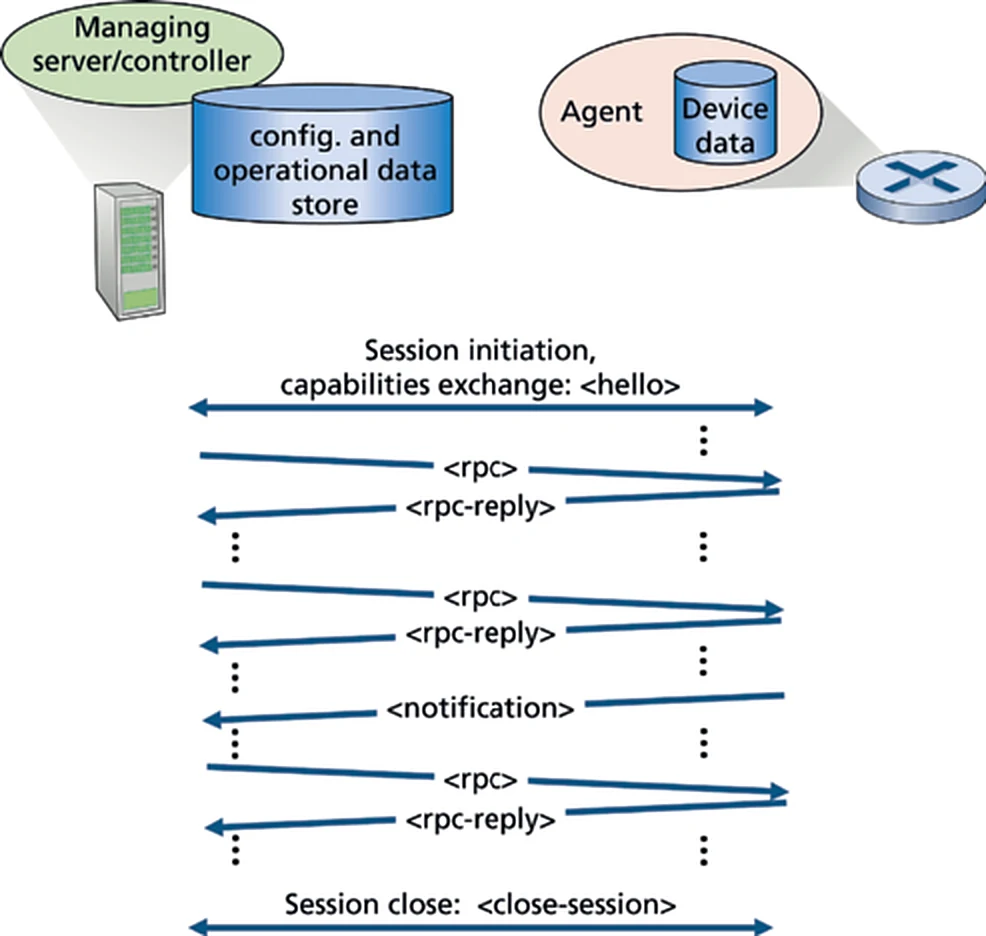 Managing
server/controller
config. and
operational data
store
Agent
Device
data
Session initiation,
capabilities exchange: <hello>
<rpc>
<rpc-reply>
<rpc>
<rpc-reply>
<notification>
<rpc>
<rpc-reply>
Session close: <close-session>